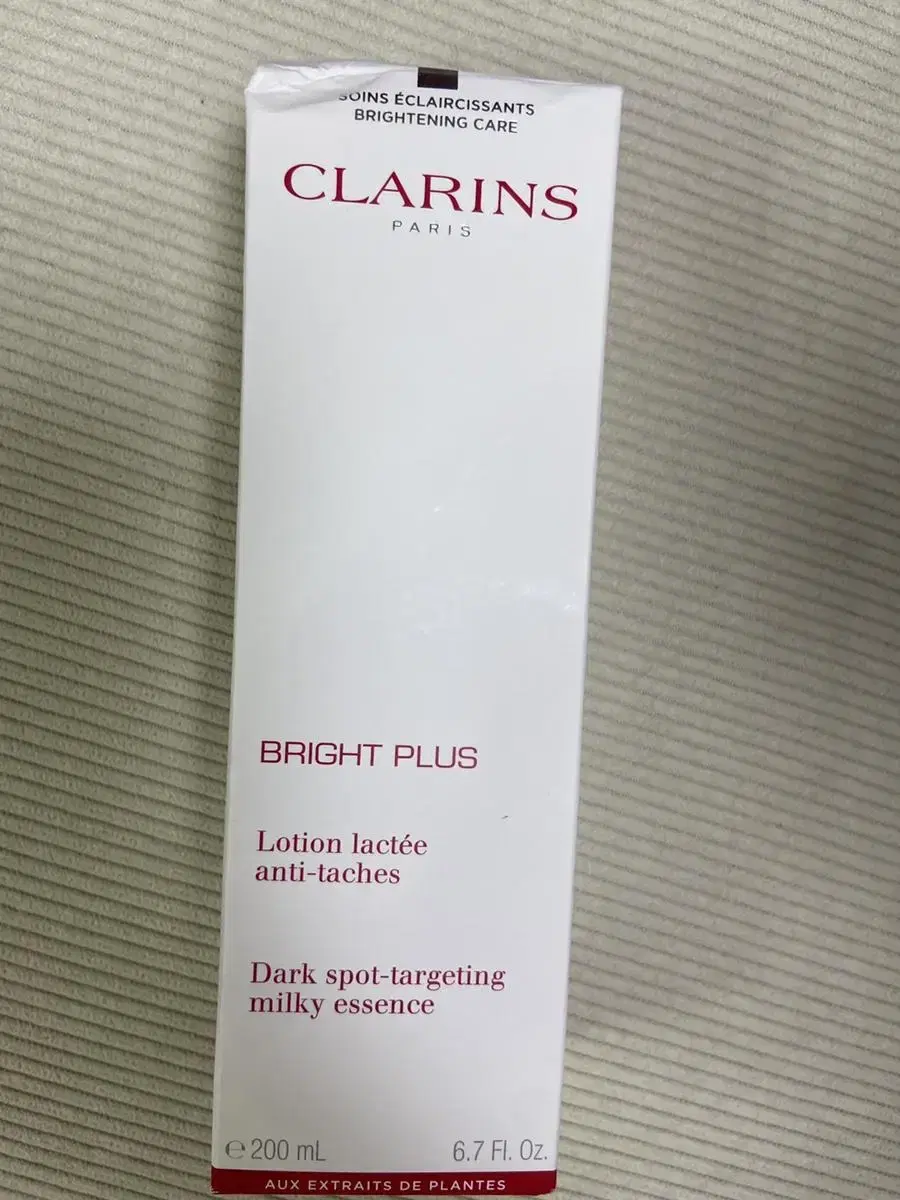 SOINS ÉCLAIRCISSANTS
BRIGHTENING CARE
CLARINS
PARIS
BRIGHT PLUS
Lotion lactée
anti-taches
Dark spot-targeting
milky essence
℮ 200 mL 6.7 Fl. Oz.
AUX EXTRAITS DE PLANTES